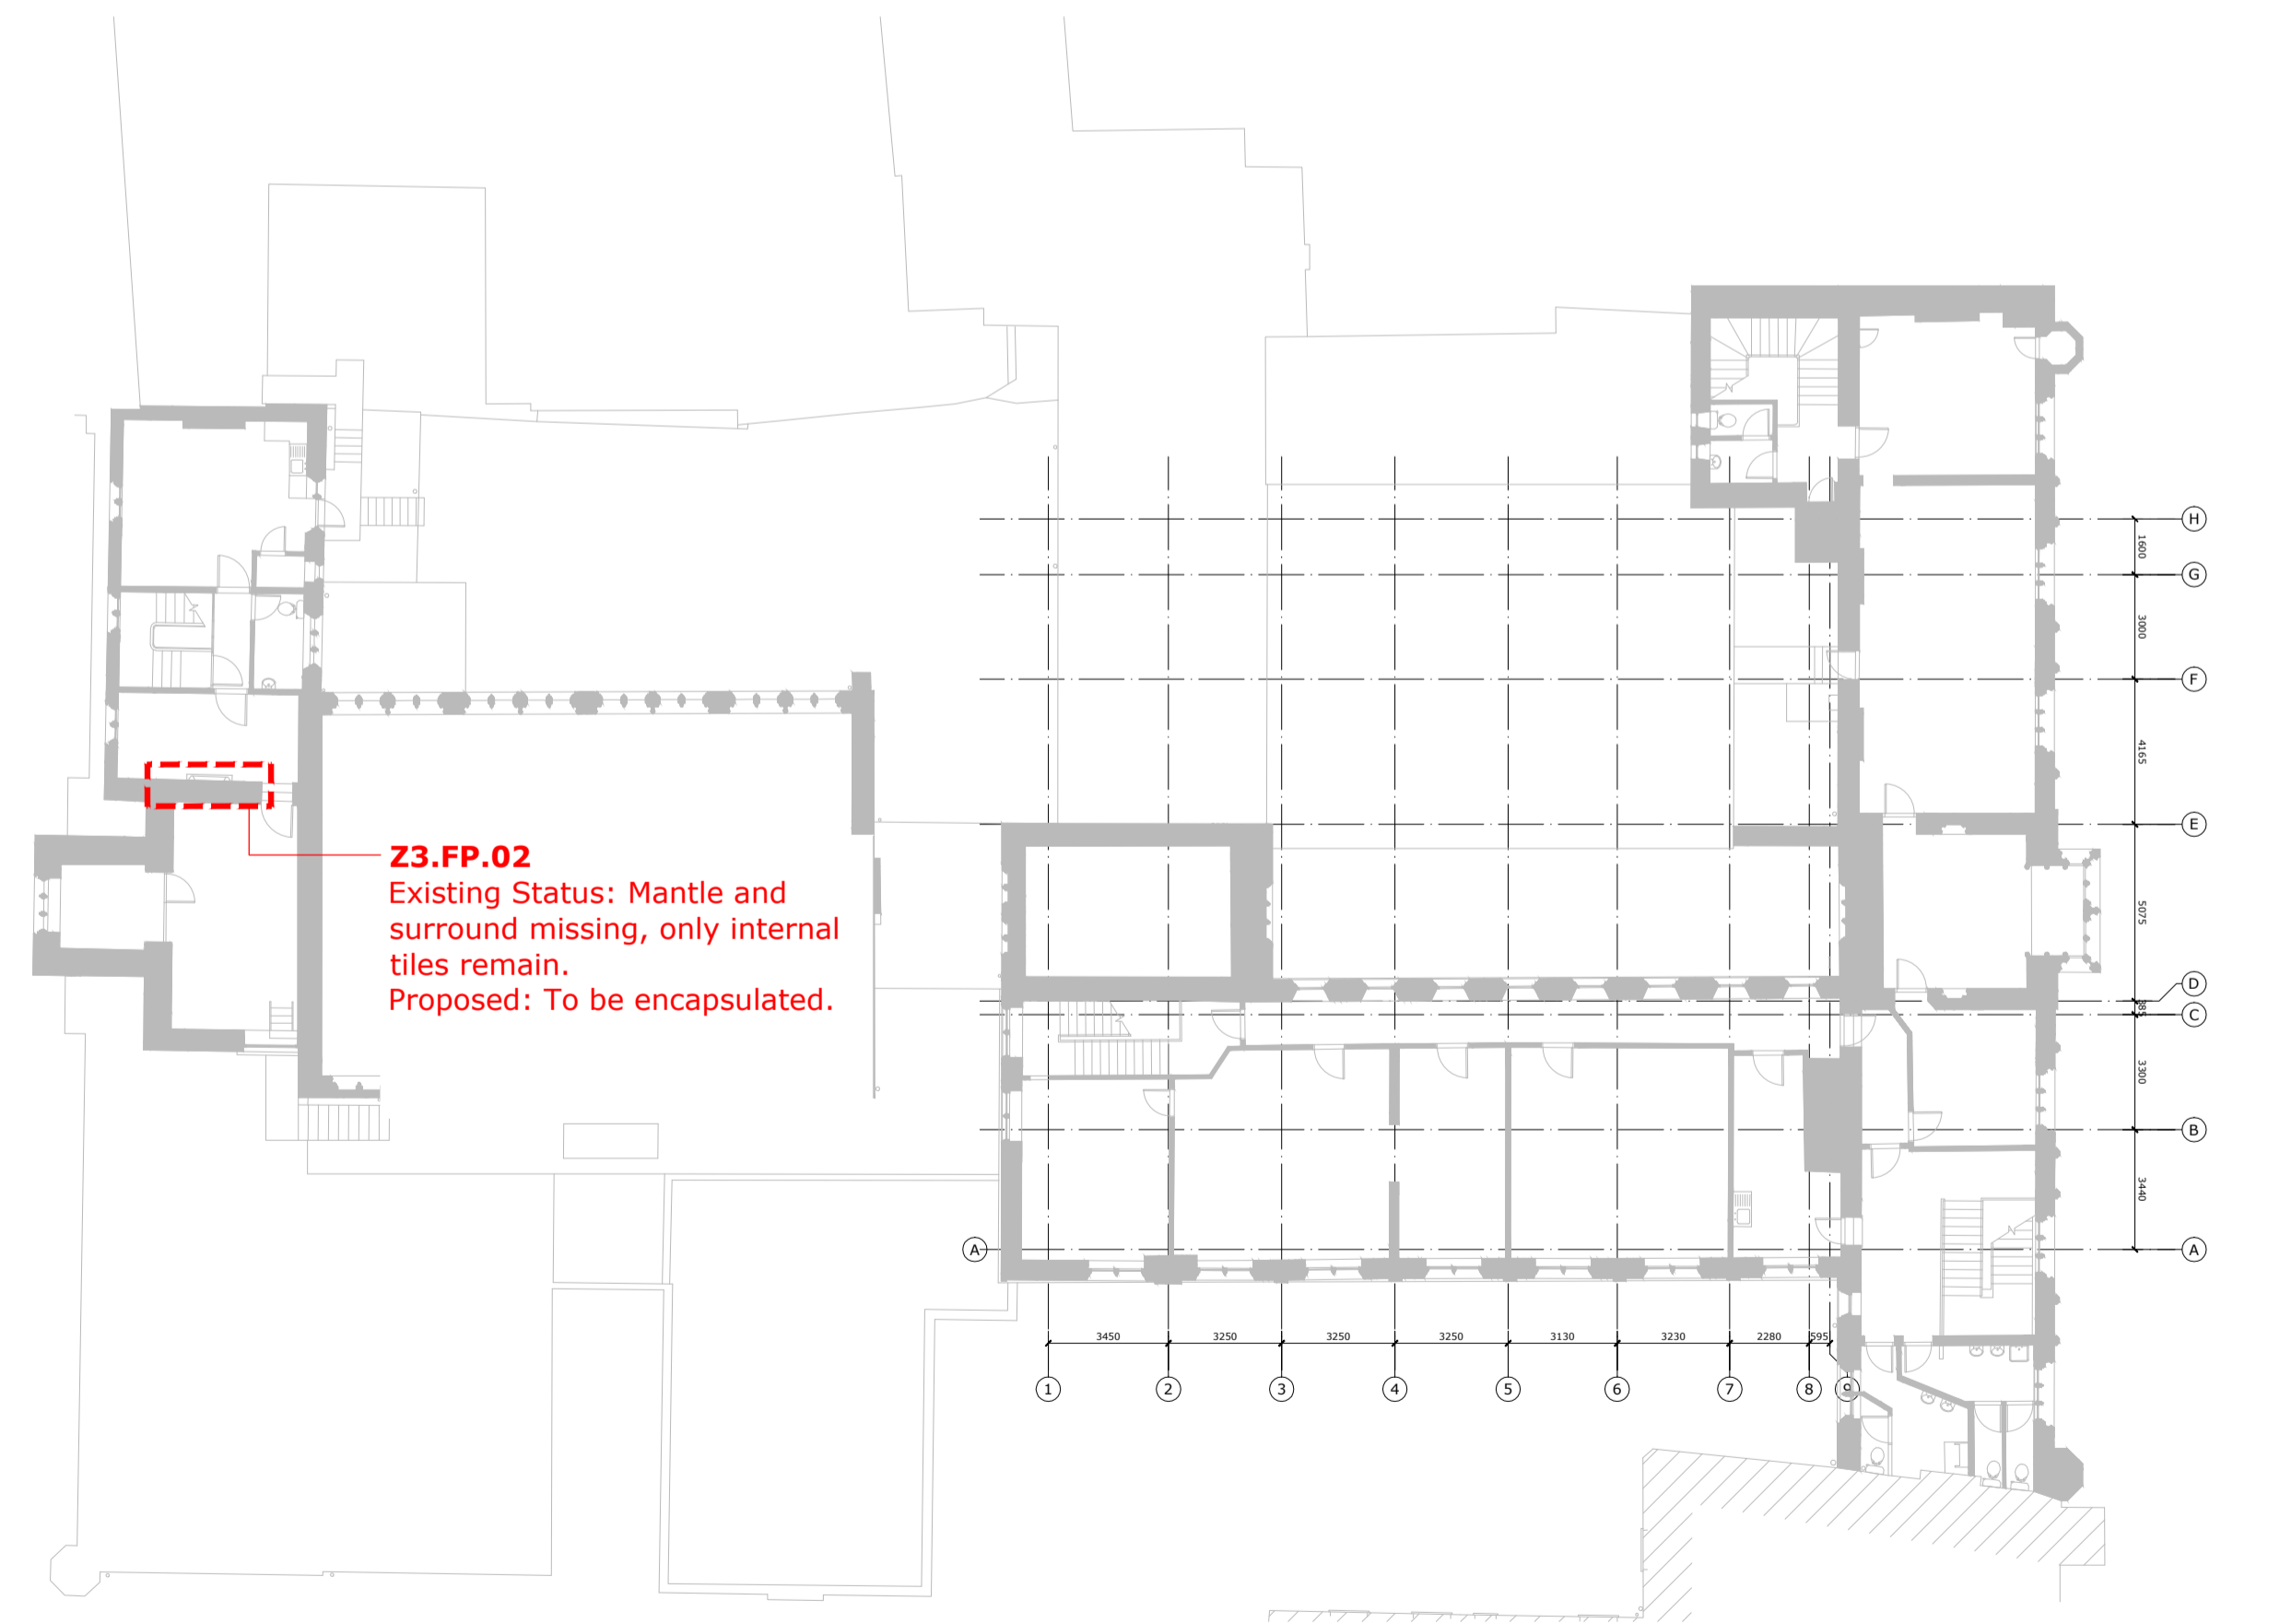 H
1600
G
3000
F
4165
E
Z3.FP.02
Existing Status: Mantle and
surround missing, only internal
tiles remain.
Proposed: To be encapsulated.
5075
D
385
C
3300
B
3440
A
A
3450
3250
3250
3250
3130
3230
2280
595
1
2
3
4
5
6
7
8
9